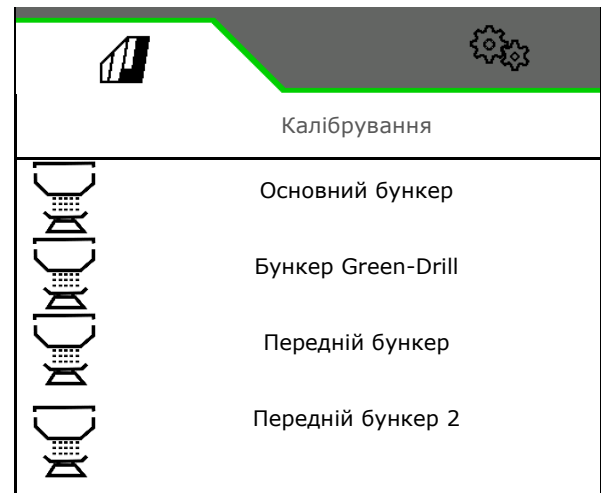 Калібрування
Основний бункер
Бункер Green-Drill
Передній бункер
Передній бункер 2